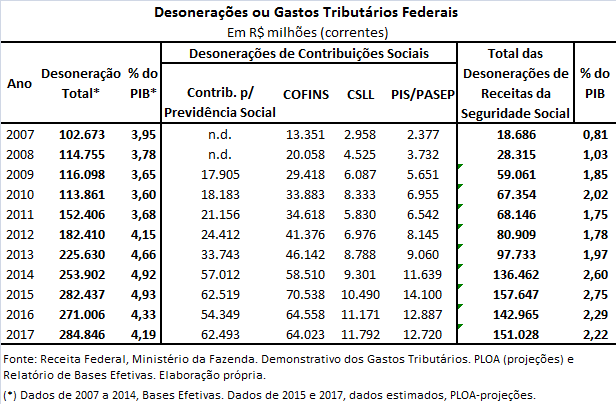 Desonerações ou Gastos Tributários Federais
Em R$ milhões (correntes)
Ano Desoneração Total* % do PIB* Desonerações de Contribuições Sociais Total das Desonerações de Receitas da Seguridade Social % do PIB
Contrib. p/ Previdência Social COFINS CSLL PIS/PASEP
2007 102.673 3,95 n.d. 13.351 2.958 2.377 18.686 0,81
2008 114.755 3,78 n.d. 20.058 4.525 3.732 28.315 1,03
2009 116.098 3,65 17.905 29.418 6.087 5.651 59.061 1,85
2010 113.861 3,60 18.183 33.883 8.333 6.955 67.354 2,02
2011 152.406 3,68 21.156 34.618 5.830 6.542 68.146 1,75
2012 182.410 4,15 24.412 41.376 6.976 8.145 80.909 1,78
2013 225.630 4,66 33.743 46.142 8.788 9.060 97.733 1,97
2014 253.902 4,92 57.012 58.510 9.301 11.639 136.462 2,60
2015 282.437 4,93 62.519 70.538 10.490 14.100 157.647 2,75
2016 271.006 4,33 54.349 64.558 11.171 12.887 142.965 2,29
2017 284.846 4,19 62.493 64.023 11.792 12.720 151.028 2,22
Fonte: Receita Federal, Ministério da Fazenda. Demonstrativo dos Gastos Tributários. PLOA (projeções) e
Relatório de Bases Efetivas. Elaboração própria.
(*) Dados de 2007 a 2014, Bases Efetivas. Dados de 2015 e 2017, dados estimados, PLOA-projeções.